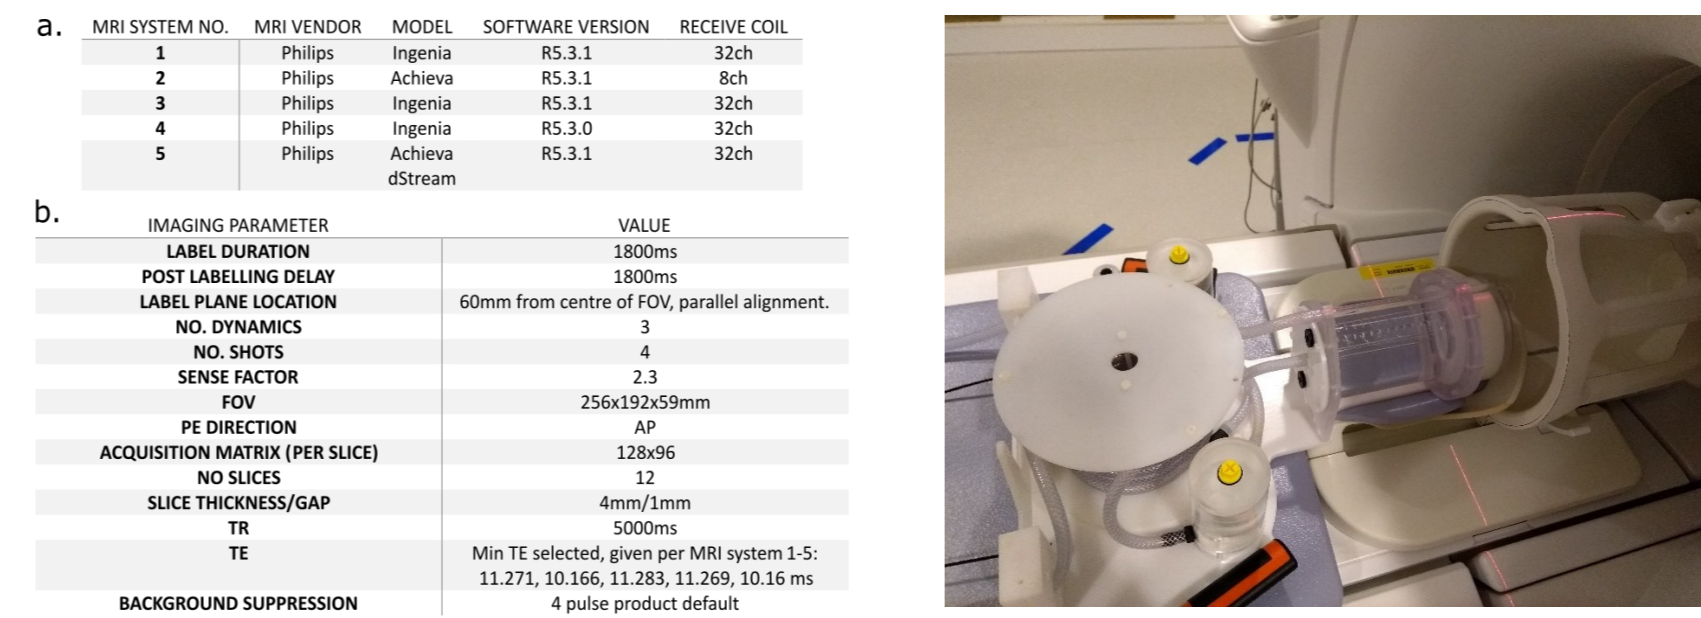 a.
MRI SYSTEM NO. MRI VENDOR MODEL SOFTWARE VERSION RECEIVE COIL
1 Philips Ingenia R5.3.1 32ch
2 Philips Achieva R5.3.1 8ch
3 Philips Ingenia R5.3.1 32ch
4 Philips Ingenia R5.3.0 32ch
5 Philips Achieva R5.3.1 32ch
dStream
b.
IMAGING PARAMETER VALUE
LABEL DURATION 1800ms
POST LABELLING DELAY 1800ms
LABEL PLANE LOCATION 60mm from centre of FOV, parallel alignment.
NO. DYNAMICS 3
NO. SHOTS 4
SENSE FACTOR 2.3
FOV 256x192x59mm
PE DIRECTION AP
ACQUISITION MATRIX (PER SLICE) 128x96
NO SLICES 12
SLICE THICKNESS/GAP 4mm/1mm
TR 5000ms
TE Min TE selected, given per MRI system 1-5:
11.271, 10.166, 11.283, 11.269, 10.16 ms
BACKGROUND SUPPRESSION 4 pulse product default